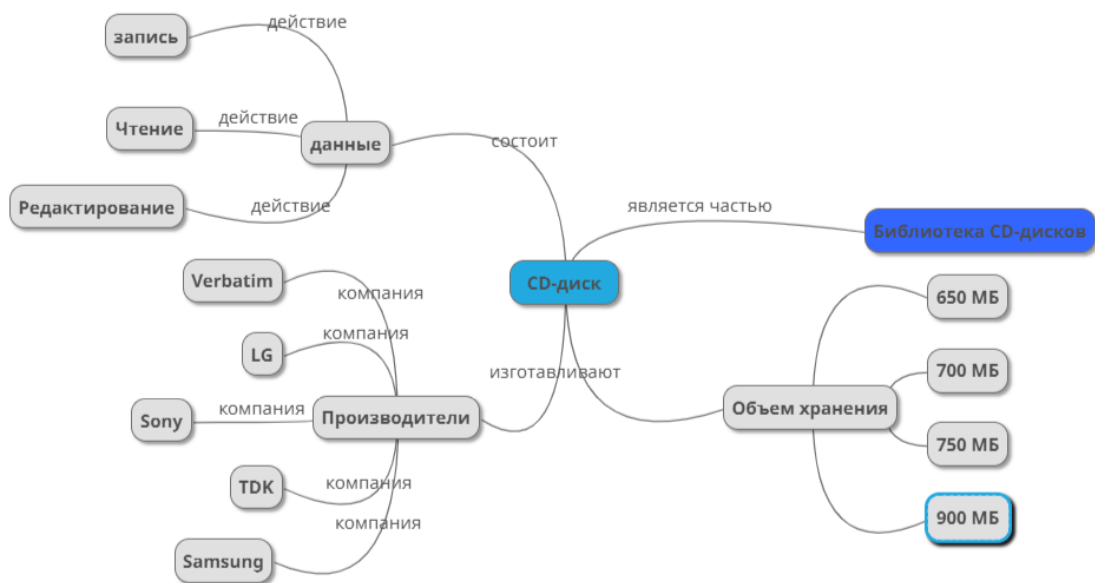 запись
действие
Чтение
действие
данные
состоит
Редактирование
действие
является частью
Библиотека CD-дисков
Verbatim
компания
CD-диск
650 МБ
LG
компания
изготавливают
700 МБ
Sony
компания
Производители
Объем хранения
750 МБ
TDK
компания
900 МБ
Samsung
компания